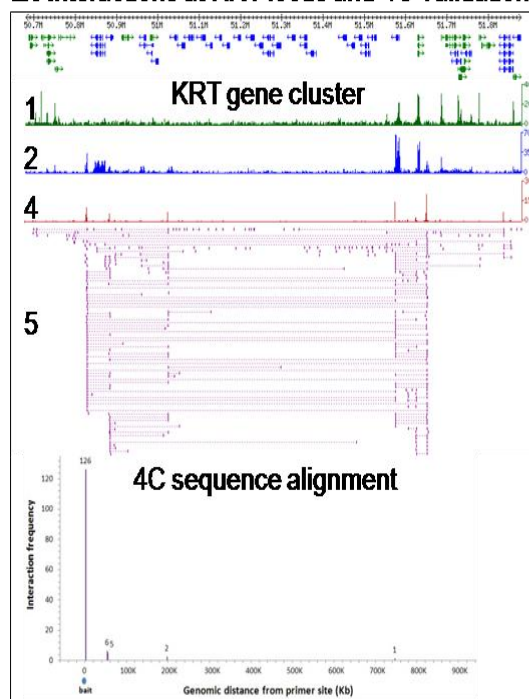 50.7M 50.8M 50.9M 51M 51.1M 51.2M 51.3M 51.4M 51.5M 51.6M 51.7M 51.8M
KRT gene cluster
1
2
4
5
4C sequence alignment
126
120
100
80
60
40
20
0
Interaction frequency
6 5
2
1
0 100K 200K 300K 400K 500K 600K 700K 800K 900K
bait
Genomic distance from primer site (Kb)